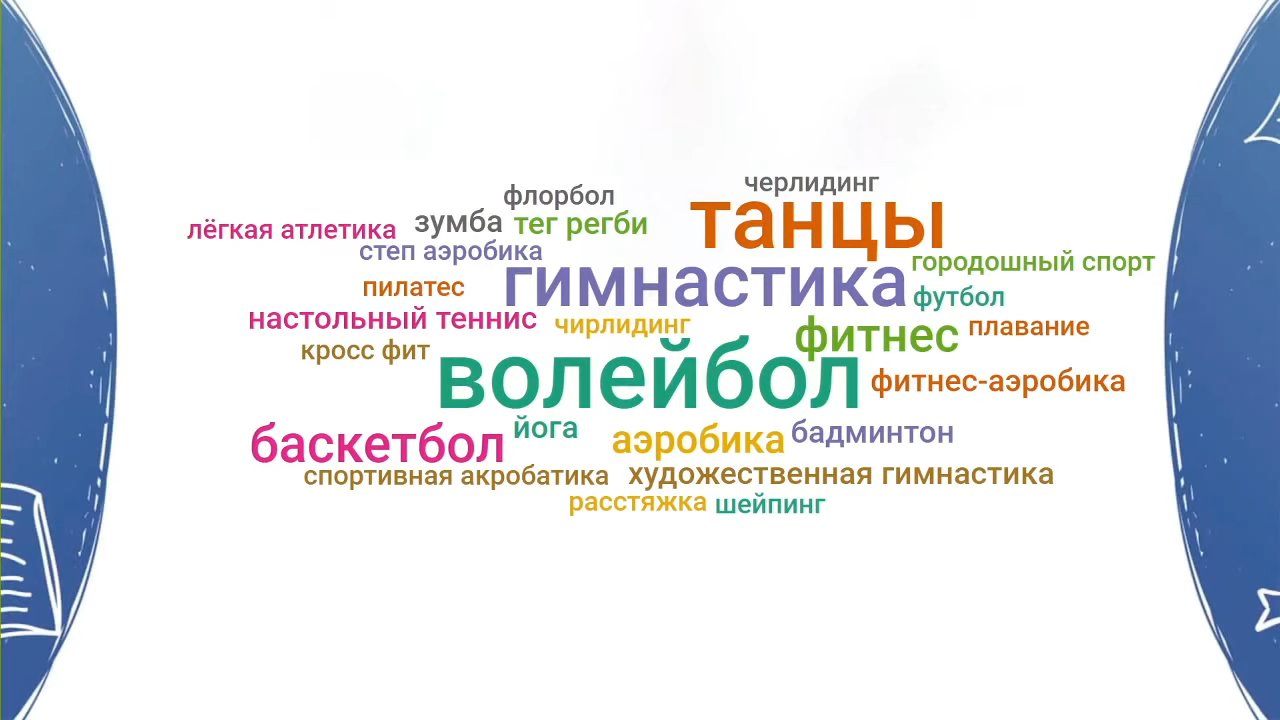 черлидинг
флорбол
танцы
зумба
тег регби
лёгкая атлетика
степ аэробика
городошный спорт
гимнастика
пилатес
футбол
настольный теннис
чирлидинг
фитнес
плавание
кросс фит
волейбол
фитнес-аэробика
йога
баскетбол
аэробика
бадминтон
спортивная акробатика
художественная гимнастика
расстяжка
шейпинг